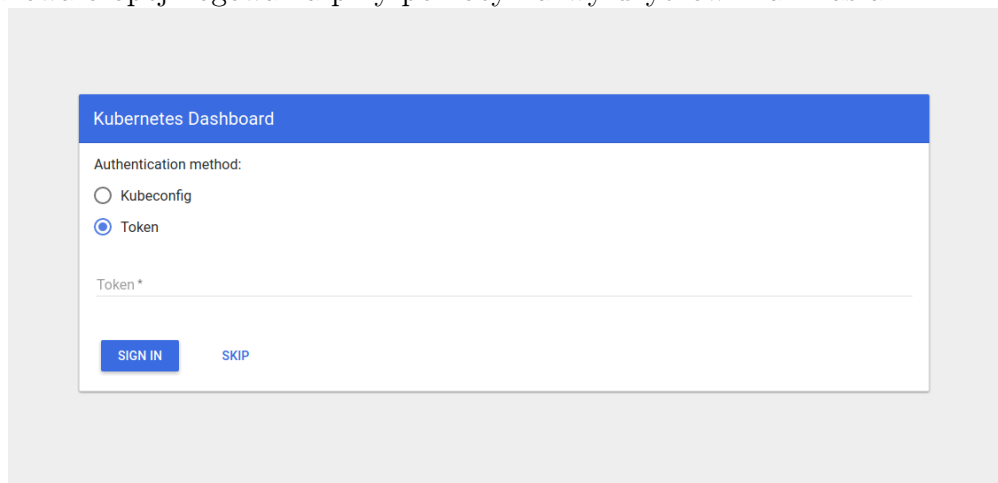 Kubernetes Dashboard
Authentication method:
Kubeconfig
Token
Token *
SIGN IN
SKIP